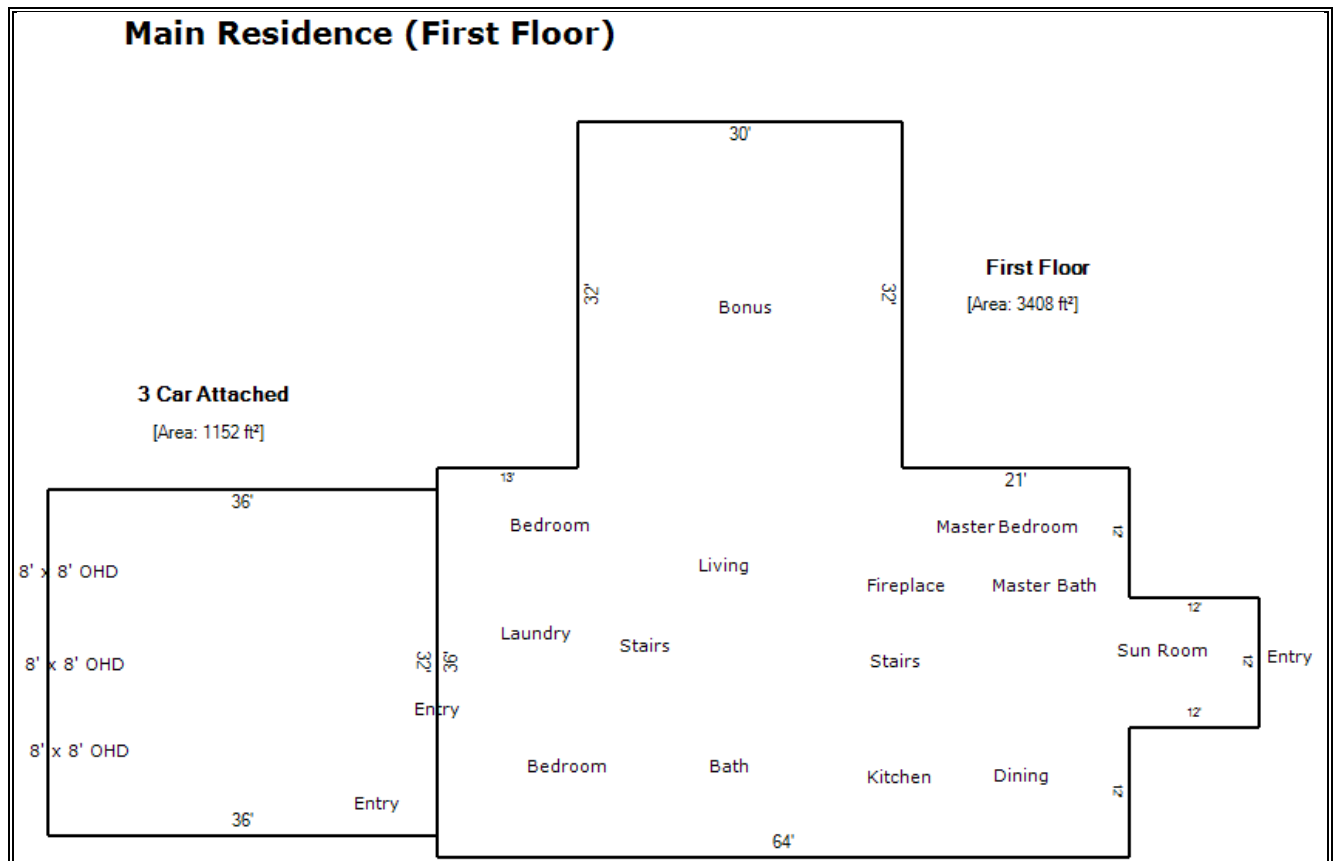 Main Residence (First Floor)
30'
32'
32'
Bonus
First Floor
[Area: 3408 ft²]
3 Car Attached
[Area: 1152 ft²]
13'
21'
36'
Bedroom
Master Bedroom
12'
8' x 8' OHD
Living
Fireplace
Master Bath
12'
Laundry
Stairs
32'
36'
Stairs
Sun Room
12'
Entry
8' x 8' OHD
Entry
12'
8' x 8' OHD
Bedroom
Bath
Kitchen
Dining
12'
Entry
36'
64'